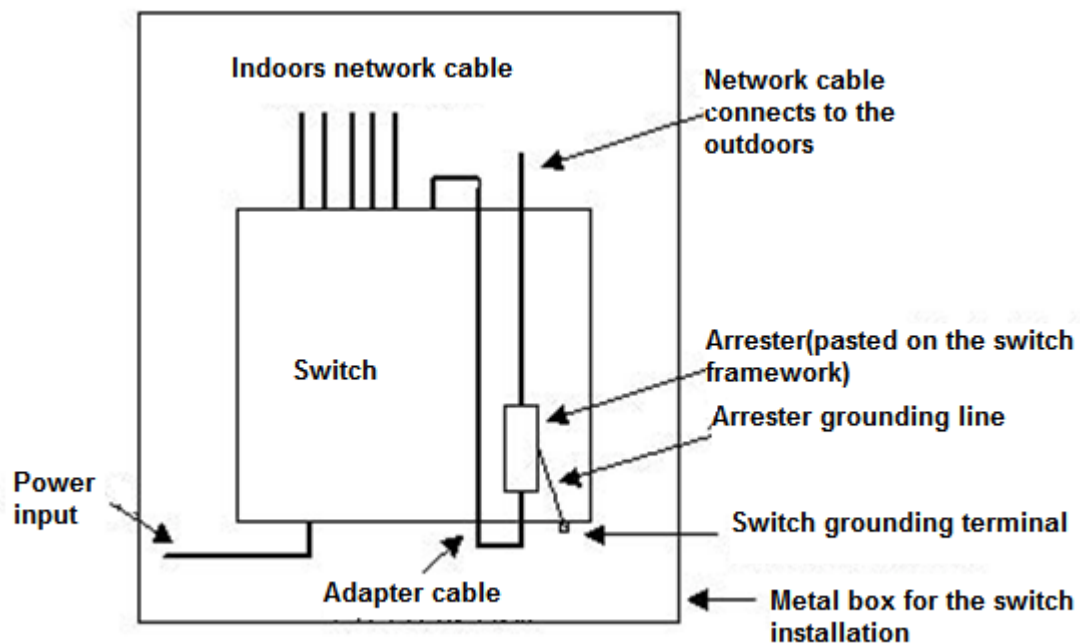 Indoors network cable
Network cable
connects to the
outdoors
Switch
Arrester(pasted on the switch
framework)
Arrester grounding line
Power
input
Switch grounding terminal
Adapter cable
Metal box for the switch
installation